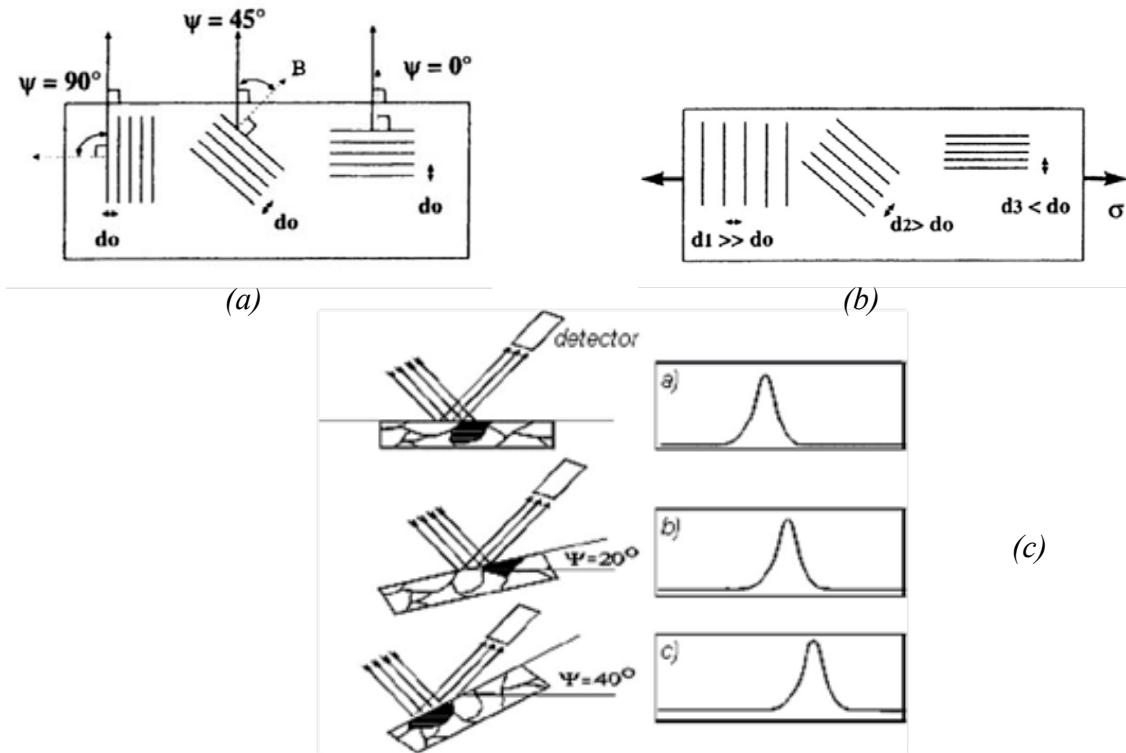 ψ = 45°
B
ψ = 90°
ψ = 0°
do
do
do
(a)
d1 >> do
d2> do
d3 < do
σ
(b)
detector
a)
Ψ=20°
b)
(c)
Ψ=40°
c)